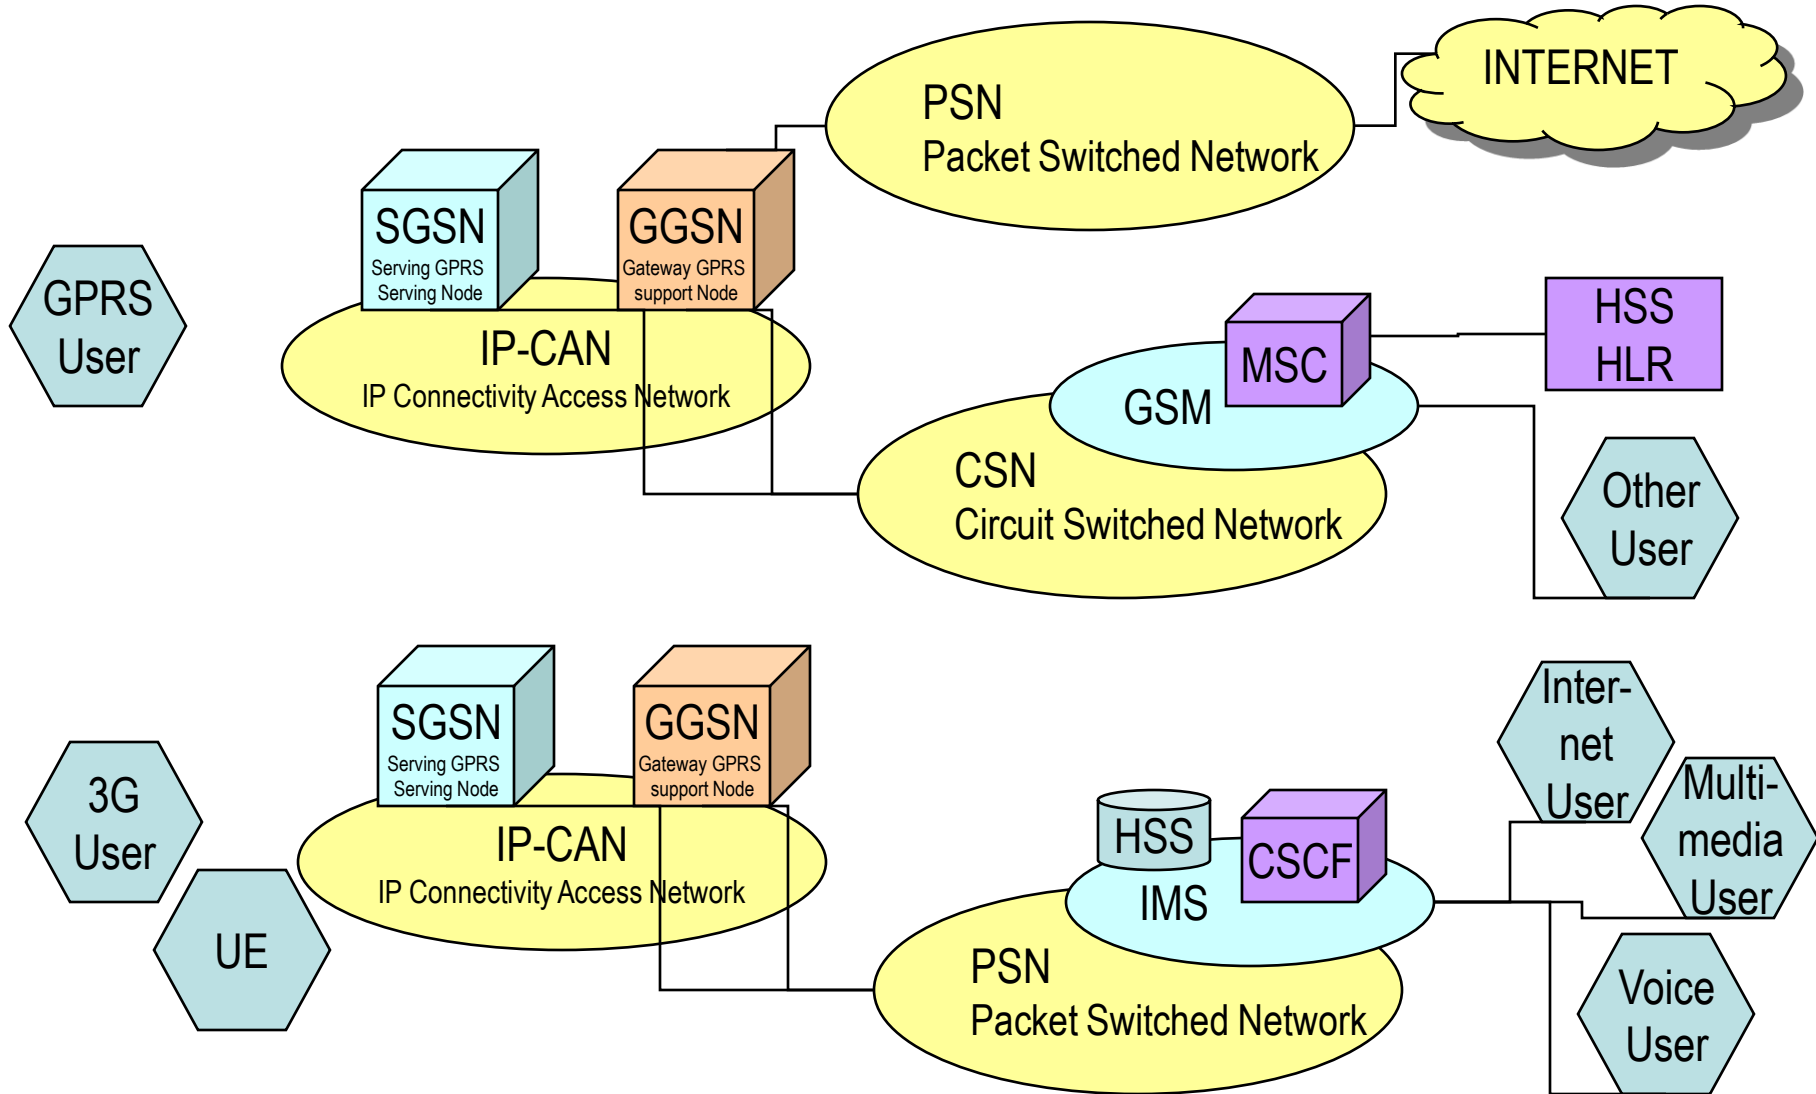 INTERNET
PSN
Packet Switched Network
SGSN
Serving GPRS
Serving Node
GGSN
Gateway GPRS
support Node
GPRS
User
IP-CAN
IP Connectivity Access Network
HSS
HLR
MSC
GSM
CSN
Circuit Switched Network
Other
User
SGSN
Serving GPRS
Serving Node
GGSN
Gateway GPRS
support Node
3G
User
UE
IP-CAN
IP Connectivity Access Network
HSS
CSCF
IMS
PSN
Packet Switched Network
Inter-
net
User
Multi-
media
User
Voice
User